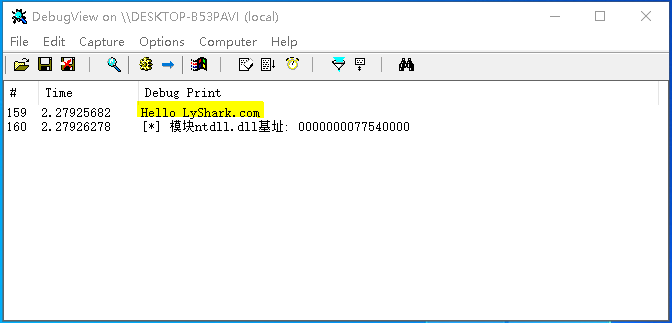 DebugView on \\DESKTOP-B53PAVI (local)
File Edit Capture Options Computer Help
# Time Debug Print
159 2.27925682 Hello LyShark.com
160 2.27926278 [*] 模块ntdll.dll基址: 0000000077540000